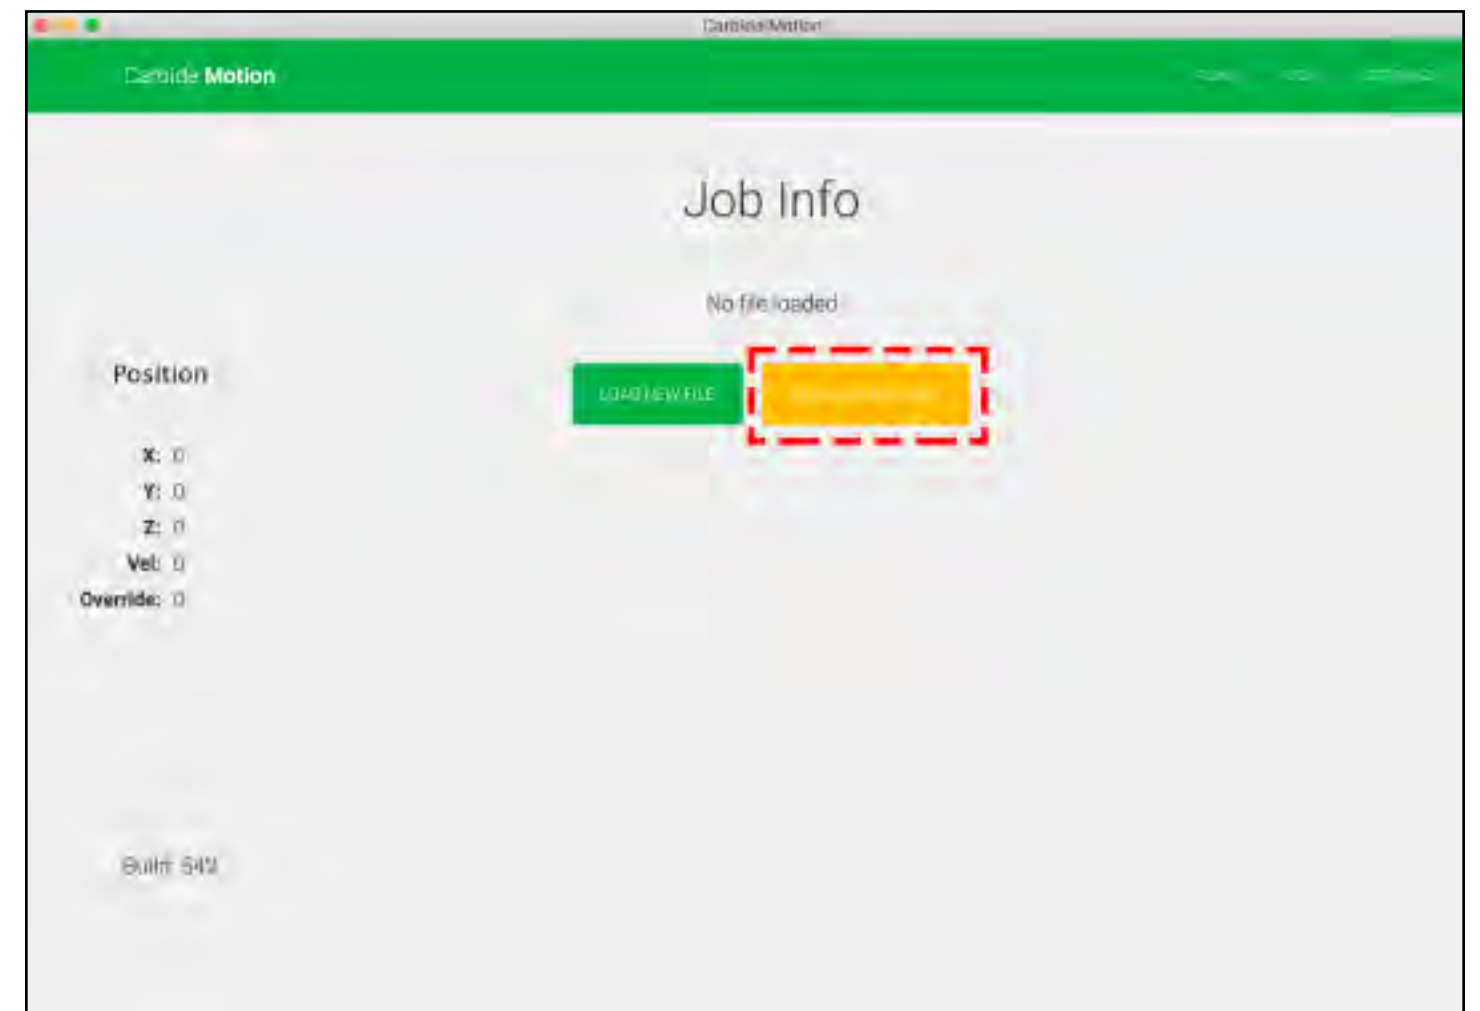 Carbide Motion
Carbide Motion
Job Info
No file loaded
Position
LOAD NEW FILE
X: 0
Y: 0
Z: 0
Vel: 0
Override: 0
Build: 542